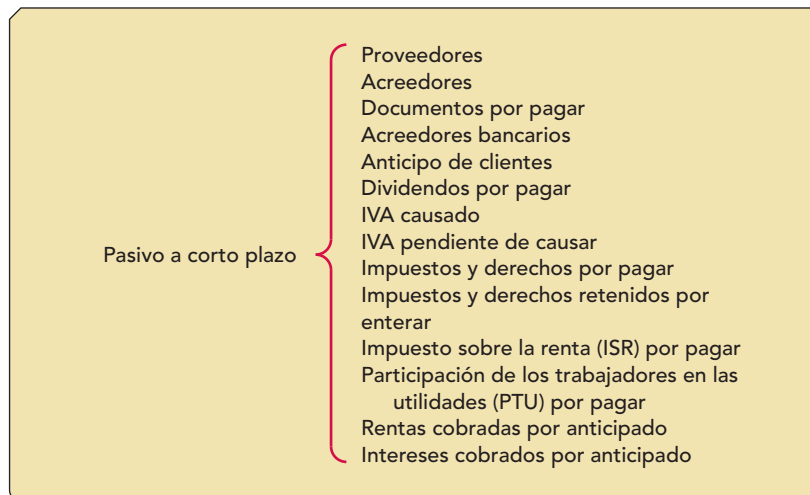 Pasivo a corto plazo
Proveedores
Acreedores
Documentos por pagar
Acreedores bancarios
Anticipo de clientes
Dividendos por pagar
IVA causado
IVA pendiente de causar
Impuestos y derechos por pagar
Impuestos y derechos retenidos por
enterar
Impuesto sobre la renta (ISR) por pagar
Participación de los trabajadores en las
utilidades (PTU) por pagar
Rentas cobradas por anticipado
Intereses cobrados por anticipado